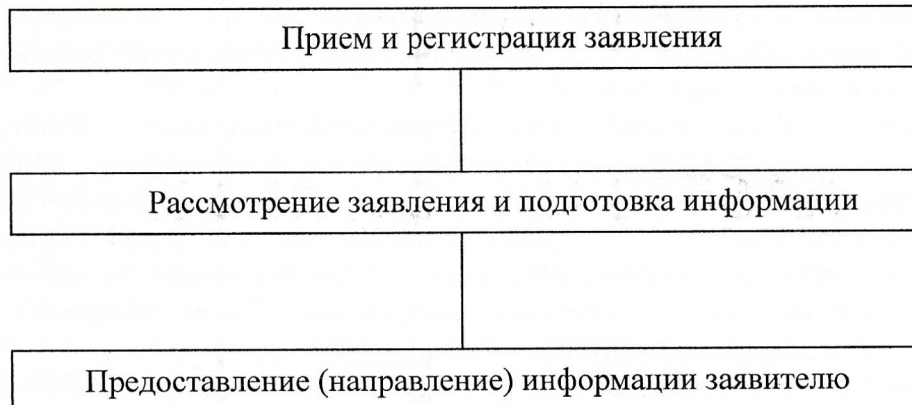 Прием и регистрация заявления
Рассмотрение заявления и подготовка информации
Предоставление (направление) информации заявителю